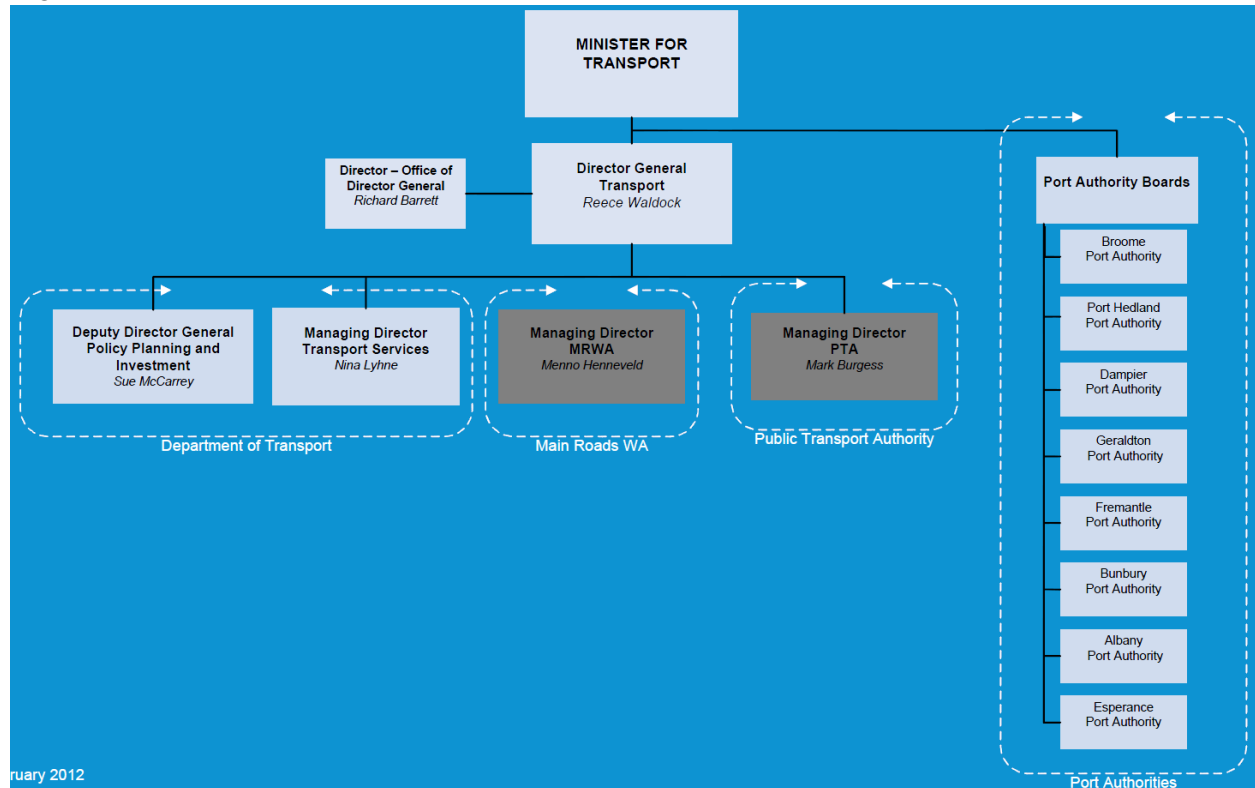 MINISTER FOR
TRANSPORT
Director – Office of
Director General
Richard Barrett
Director General
Transport
Reece Waldock
Port Authority Boards
Broome
Port Authority
Port Hedland
Port Authority
Dampier
Port Authority
Geraldton
Port Authority
Fremantle
Port Authority
Bunbury
Port Authority
Albany
Port Authority
Esperance
Port Authority
Port Authorities
Deputy Director General
Policy Planning and
Investment
Sue McCarrey
Managing Director
Transport Services
Nina Lyhne
Department of Transport
Managing Director
MRWA
Menno Henneveld
Main Roads WA
Managing Director
PTA
Mark Burgess
Public Transport Authority
ruary 2012